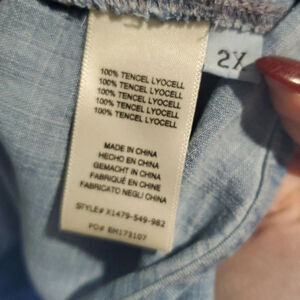 2X
100% TENCEL LYOCELL
100% TENCEL LYOCELL
100% TENCEL LYOCELL
100% TENCEL LYOCELL
100% TENCEL LYOCELL
MADE IN CHINA
HECHO EN CHINA
GEMACHT IN CHINA
FABRIQUÉ EN CHINE
FABRICATO NEGLI CHINA
STYLE# X1479-549-982
PO# BM173107